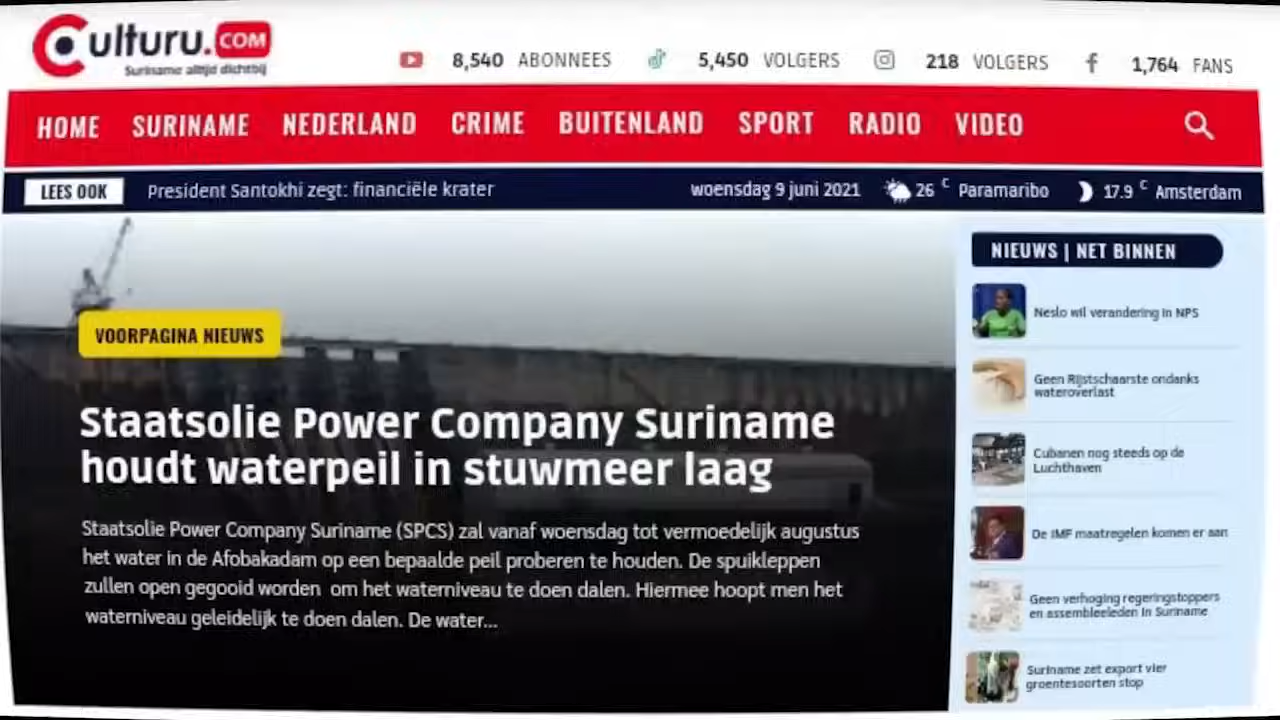 Culturu.COM
Suriname altijd dichtbij
8,540 ABONNEES 5,450 VOLGERS 218 VOLGERS 1,764 FANS
HOME SURINAME NEDERLAND CRIME BUITENLAND SPORT RADIO VIDEO
LEES OOK President Santokhi zegt: financiële krater woensdag 9 juni 2021 26 C Paramaribo 17.9 C Amsterdam
VOORPAGINA NIEUWS
Staatsolie Power Company Suriname
houdt waterpeil in stuwmeer laag
Staatsolie Power Company Suriname (SPCS) zal vanaf woensdag tot vermoedelijk augustus
het water in de Afobakadam op een bepaalde peil proberen te houden. De spuikleppen
zullen open gegooid worden om het waterniveau te doen dalen. Hiermee hoopt men het
waterniveau geleidelijk te doen dalen. De water...
NIEUWS | NET BINNEN
Neslo wil verandering in NPS
Geen Rijstschaarste ondanks
wateroverlast
Cubanen nog steeds op de
Luchthaven
De IMF maatregelen komen er aan
Geen verhoging regeringstoppers
en assembleeleden in Suriname
Suriname zet export vier
groentesoorten stop